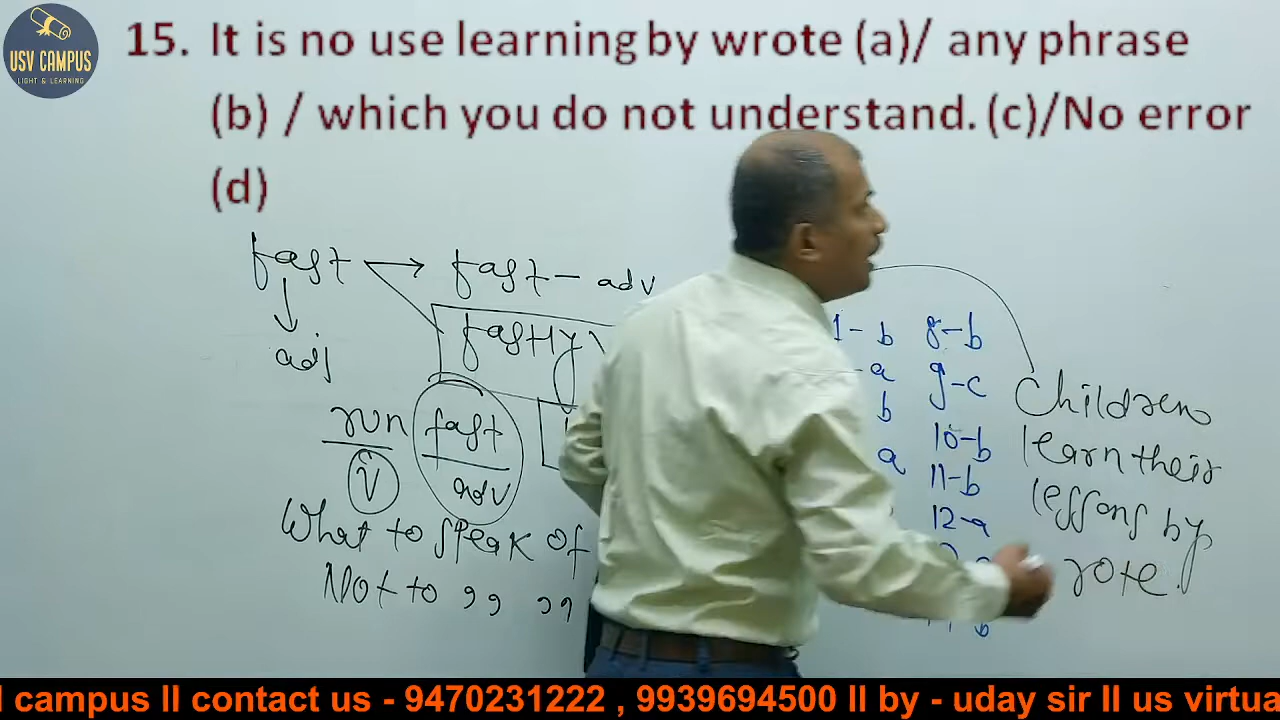 USV CAMPUS
LIGHT & LEARNING
15. It is no use learning by wrote (a)/ any phrase
(b) / which you do not understand. (c)/No error
(d)
fast → fast - adv
adj
fastly
run fast
V adv
What to speak of
Not to ,, ,,
1 - b 8 - b
- a 9 - c
b 10 - b
a 11 - b
12 - a
Children
learn their
lessons by
rote.
campus ll contact us - 9470231222 , 9939694500 ll by - uday sir ll us virtua